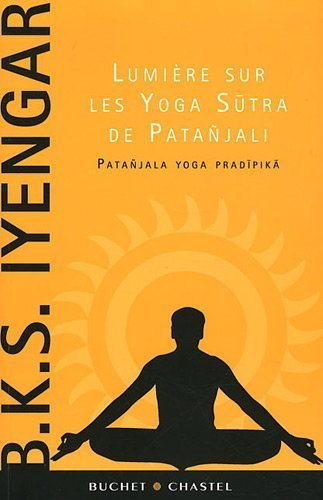 B.K.S. IYENGAR
LUMIÈRE SUR
LES YOGA SŪTRA
DE PATAÑJALI
PATAÑJALA YOGA PRADĪPIKĀ
BUCHET CHASTEL